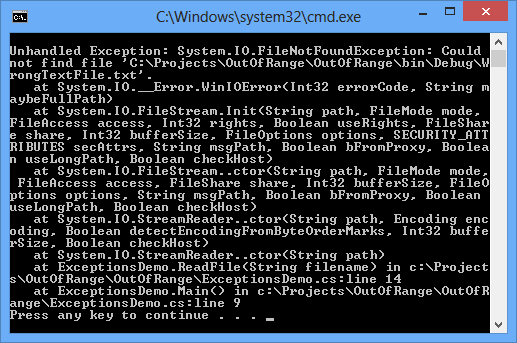 C:\Windows\system32\cmd.exe
Unhandled Exception: System.IO.FileNotFoundException: Could
not find file 'C:\Projects\OutOfRange\OutOfRange\bin\Debug\W
rongTextFile.txt'.
   at System.IO.__Error.WinIOError(Int32 errorCode, String m
aybeFullPath)
   at System.IO.FileStream.Init(String path, FileMode mode,
FileAccess access, Int32 rights, Boolean useRights, FileShar
e share, Int32 bufferSize, FileOptions options, SECURITY_ATT
RIBUTES secAttrs, String msgPath, Boolean bFromProxy, Boolea
n useLongPath, Boolean checkHost)
   at System.IO.FileStream..ctor(String path, FileMode mode,
 FileAccess access, FileShare share, Int32 bufferSize, FileO
ptions options, String msgPath, Boolean bFromProxy, Boolean
useLongPath, Boolean checkHost)
   at System.IO.StreamReader..ctor(String path, Encoding enc
oding, Boolean detectEncodingFromByteOrderMarks, Int32 buffe
rSize, Boolean checkHost)
   at System.IO.StreamReader..ctor(String path)
   at ExceptionsDemo.ReadFile(String filename) in c:\Project
s\OutOfRange\OutOfRange\ExceptionsDemo.cs:line 14
   at ExceptionsDemo.Main() in c:\Projects\OutOfRange\OutOfR
ange\ExceptionsDemo.cs:line 9
Press any key to continue . . . _